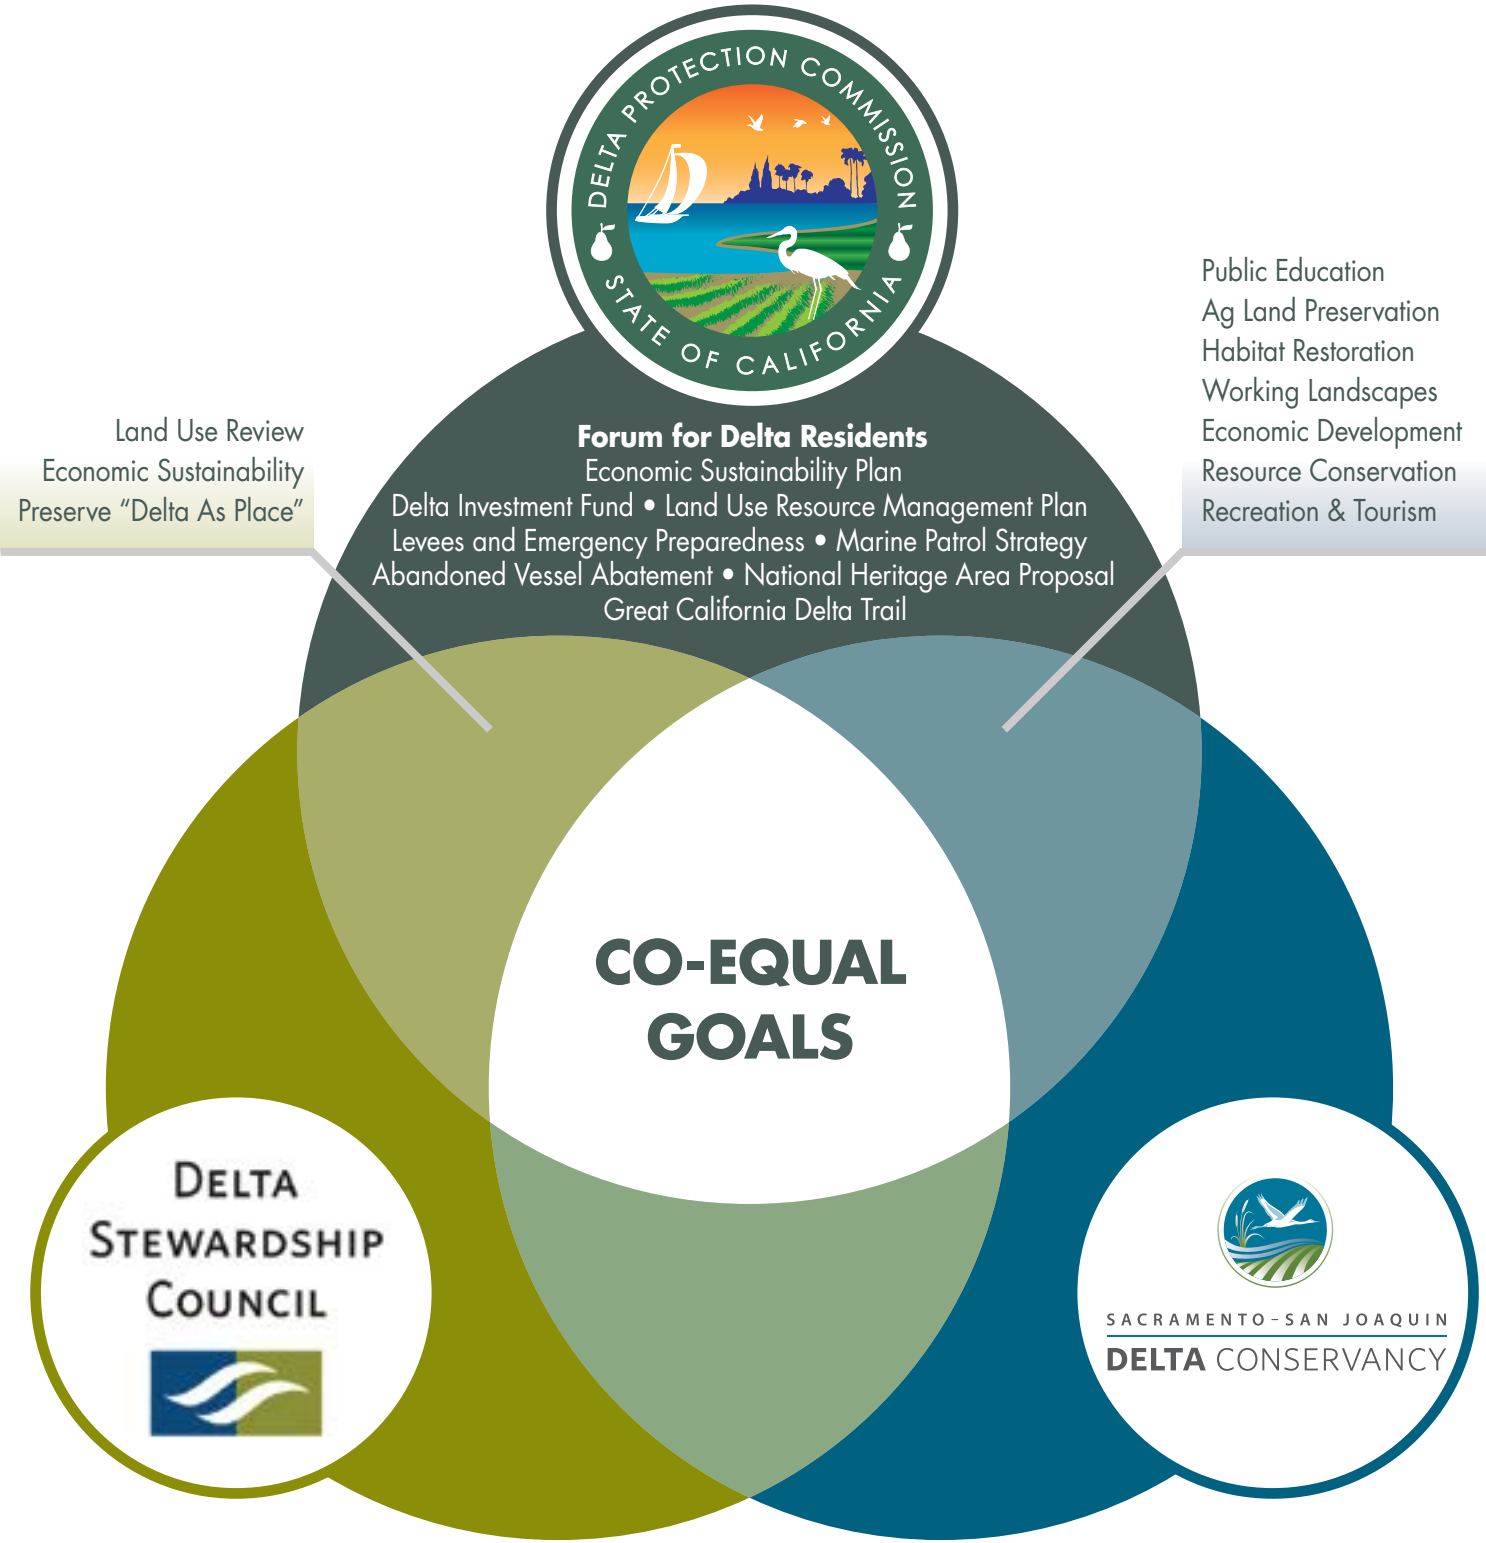 DELTA PROTECTION COMMISSION
STATE OF CALIFORNIA
Forum for Delta Residents
Economic Sustainability Plan
Delta Investment Fund • Land Use Resource Management Plan
Levees and Emergency Preparedness • Marine Patrol Strategy
Abandoned Vessel Abatement • National Heritage Area Proposal
Great California Delta Trail
Land Use Review
Economic Sustainability
Preserve “Delta As Place”
Public Education
Ag Land Preservation
Habitat Restoration
Working Landscapes
Economic Development
Resource Conservation
Recreation & Tourism
CO-EQUAL
GOALS
DELTA
STEWARDSHIP
COUNCIL
SACRAMENTO-SAN JOAQUIN
DELTA CONSERVANCY